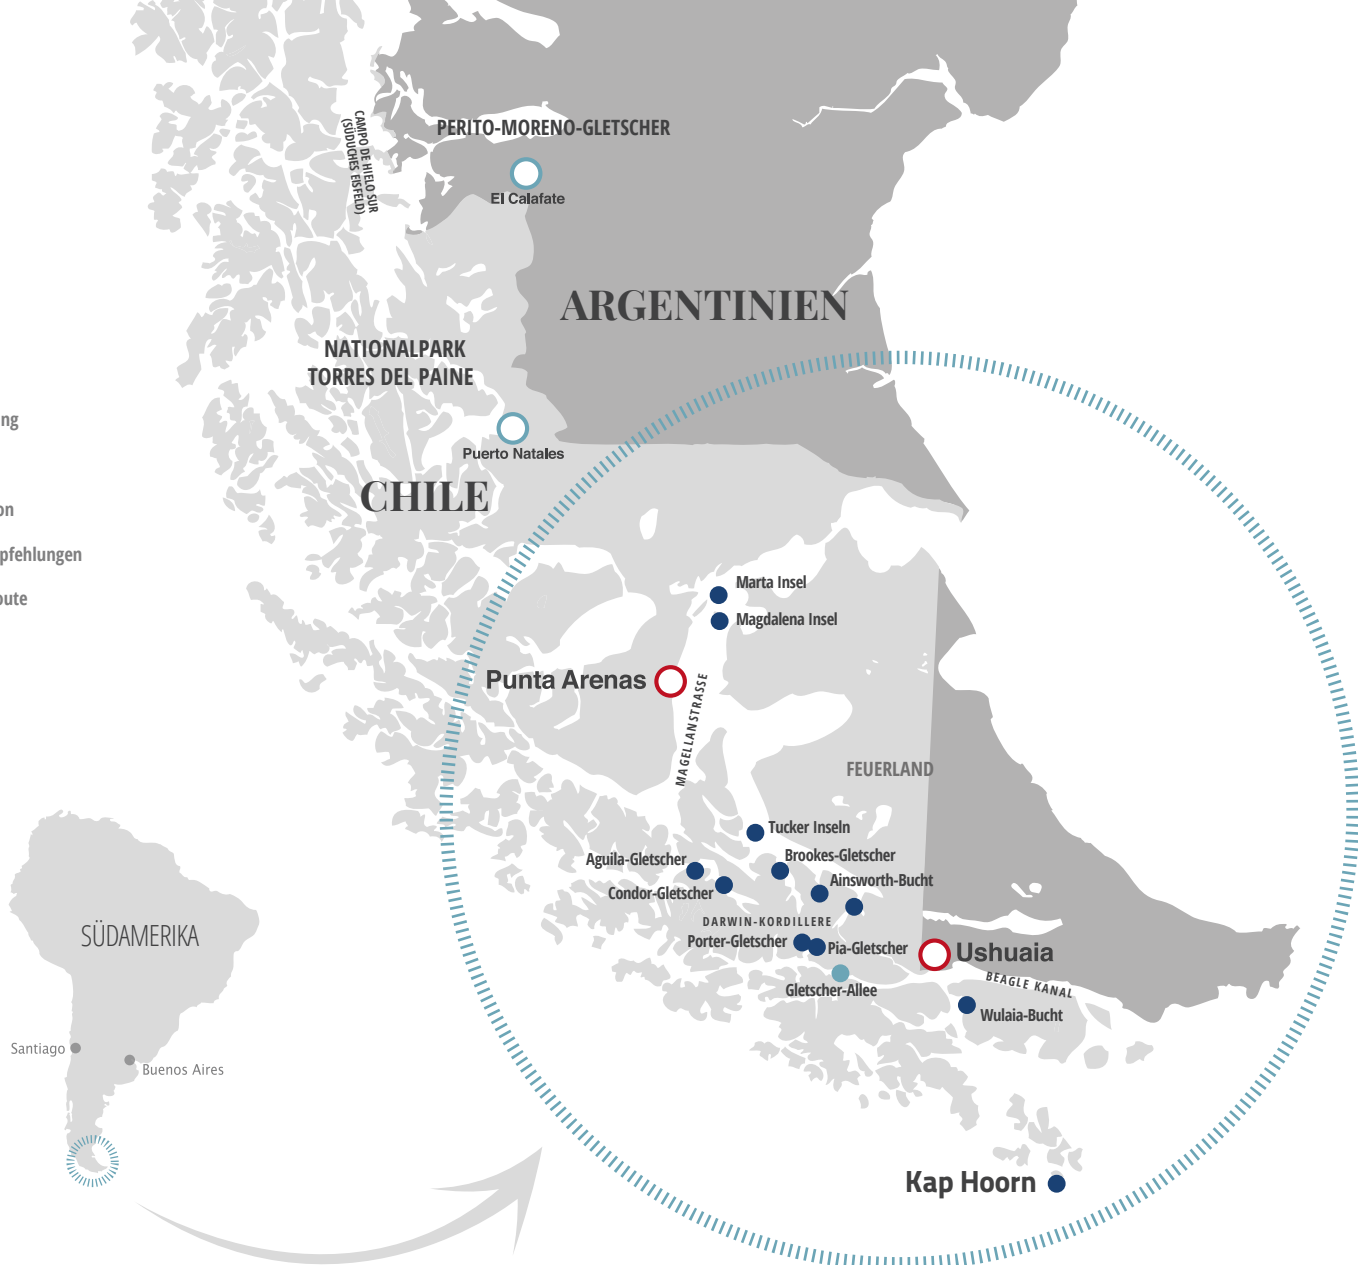 CAMPO DE HIELO SUR
(SÜDUCHES EISFELD)
PERITO-MORENO-GLETSCHER
El Calafate
ARGENTINIEN
NATIONALPARK
TORRES DEL PAINE
Puerto Natales
CHILE
ng
on
pfehlungen
oute
Marta Insel
Magdalena Insel
Punta Arenas
MAGELLANSTRASSE
FEUERLAND
Tucker Inseln
Aguila-Gletscher
Brookes-Gletscher
Condor-Gletscher
Ainsworth-Bucht
DARWIN-KORDILLERE
Porter-Gletscher
Pia-Gletscher
Ushuaia
Gletscher-Allee
BEAGLE KANAL
Wulaia-Bucht
SÜDAMERIKA
Santiago
Buenos Aires
Kap Hoorn